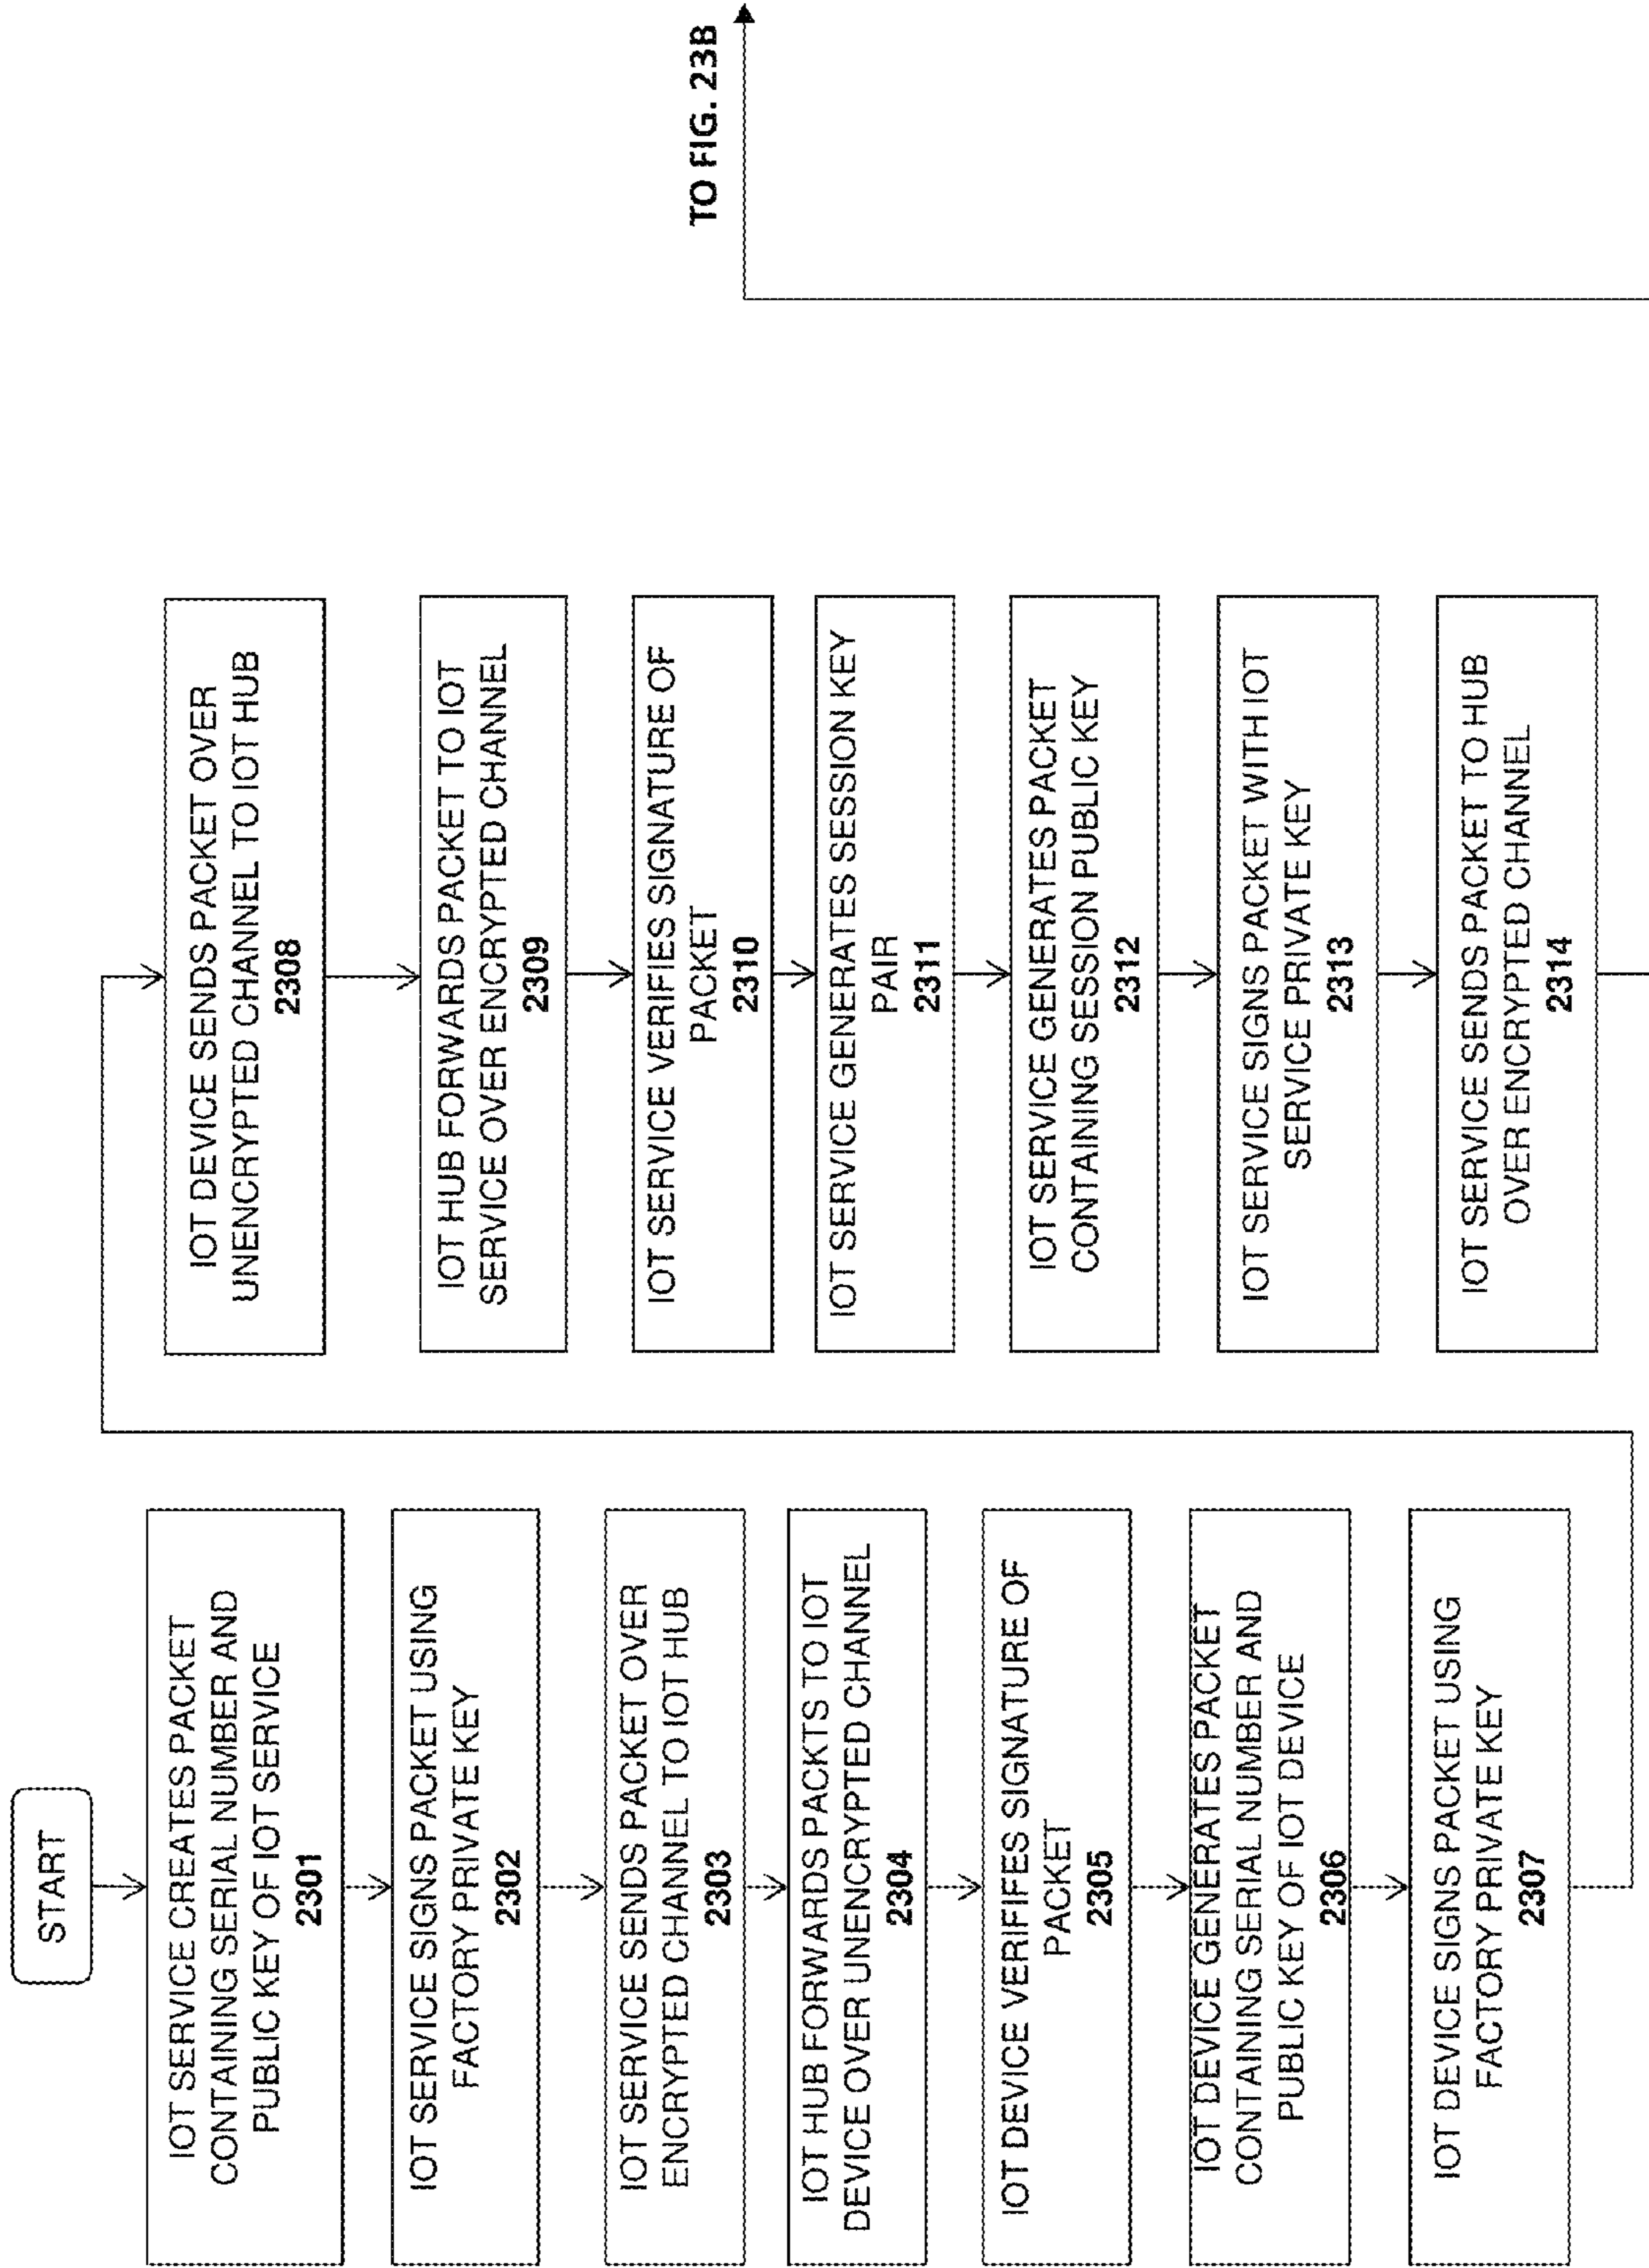 START
IOT SERVICE CREATES PACKET
CONTAINING SERIAL NUMBER AND
PUBLIC KEY OF IOT SERVICE
2301
IOT SERVICE SIGNS PACKET USING
FACTORY PRIVATE KEY
2302
IOT SERVICE SENDS PACKET OVER
ENCRYPTED CHANNEL TO IOT HUB
2303
IOT HUB FORWARDS PACKTS TO IOT
DEVICE OVER UNENCRYPTED CHANNEL
2304
IOT DEVICE VERIFIFES SIGNATURE OF
PACKET
2305
IOT DEVICE GENERATES PACKET
CONTAINING SERIAL NUMBER AND
PUBLIC KEY OF IOT DEVICE
2306
IOT DEVICE SIGNS PACKET USING
FACTORY PRIVATE KEY
2307
IOT DEVICE SENDS PACKET OVER
UNENCRYPTED CHANNEL TO IOT HUB
2308
IOT HUB FORWARDS PACKET TO IOT
SERVICE OVER ENCRYPTED CHANNEL
2309
IOT SERVICE VERIFIES SIGNATURE OF
PACKET
2310
IOT SERVICE GENERATES SESSION KEY
PAIR
2311
IOT SERVICE GENERATES PACKET
CONTAINING SESSION PUBLIC KEY
2312
IOT SERVICE SIGNS PACKET WITH IOT
SERVICE PRIVATE KEY
2313
IOT SERVICE SENDS PACKET TO HUB
OVER ENCRYPTED CHANNEL
2314
TO FIG. 23B